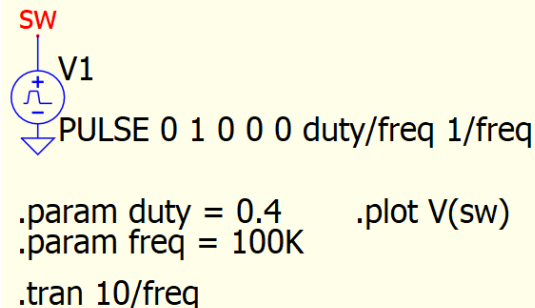 SW
V1
PULSE 0 1 0 0 0 duty/freq 1/freq
.param duty = 0.4 .plot V(sw)
.param freq = 100K
.tran 10/freq